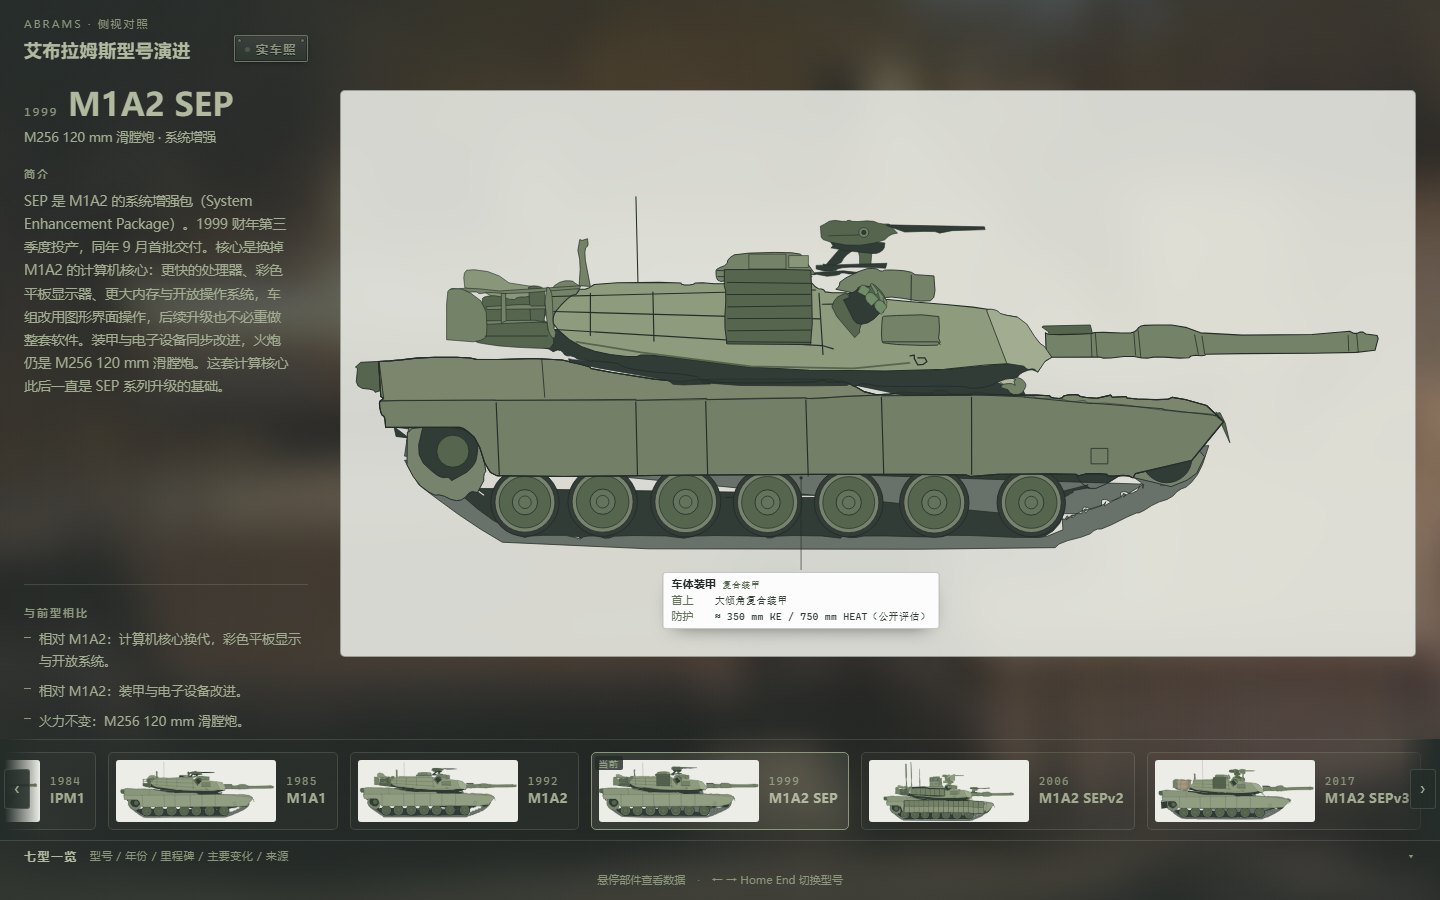 ABRAMS · 侧视对照
艾布拉姆斯型号演进
实车照
1999 M1A2 SEP
M256 120 mm 滑膛炮 · 系统增强
简介
SEP 是 M1A2 的系统增强包（System
Enhancement Package）。1999 财年第三
季度投产，同年 9 月首批交付。核心是换掉
M1A2 的计算机核心：更快的处理器、彩色
平板显示器、更大内存与开放操作系统，车
组改用图形界面操作，后续升级也不必重做
整套软件。装甲与电子设备同步改进，火炮
仍是 M256 120 mm 滑膛炮。这套计算核心
此后一直是 SEP 系列升级的基础。
车体装甲 复合装甲
首上 大倾角复合装甲
防护 ≈ 350 mm KE / 750 mm HEAT（公开评估）
与前型相比
– 相对 M1A2：计算机核心换代，彩色平板显示
与开放系统。
– 相对 M1A2：装甲与电子设备改进。
– 火力不变：M256 120 mm 滑膛炮。
‹
1984
IPM1
1985
M1A1
1992
M1A2
当前
1999
M1A2 SEP
2006
M1A2 SEPv2
2017
M1A2 SEPv3
›
七型一览 型号 / 年份 / 里程碑 / 主要变化 / 来源
悬停部件查看数据 · ← → Home End 切换型号